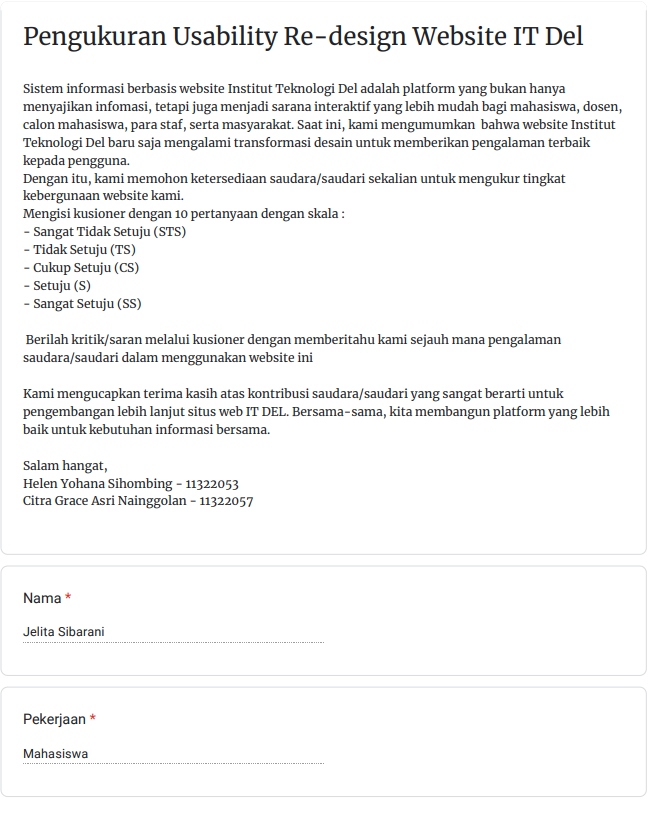 Pengukuran Usability Re-design Website IT Del
Sistem informasi berbasis website Institut Teknologi Del adalah platform yang bukan hanya
menyajikan infomasi, tetapi juga menjadi sarana interaktif yang lebih mudah bagi mahasiswa, dosen,
calon mahasiswa, para staf, serta masyarakat. Saat ini, kami mengumumkan  bahwa website Institut
Teknologi Del baru saja mengalami transformasi desain untuk memberikan pengalaman terbaik
kepada pengguna.
Dengan itu, kami memohon ketersediaan saudara/saudari sekalian untuk mengukur tingkat
kebergunaan website kami.
Mengisi kusioner dengan 10 pertanyaan dengan skala :
- Sangat Tidak Setuju (STS)
- Tidak Setuju (TS)
- Cukup Setuju (CS)
- Setuju (S)
- Sangat Setuju (SS)
Berilah kritik/saran melalui kusioner dengan memberitahu kami sejauh mana pengalaman
saudara/saudari dalam menggunakan website ini
Kami mengucapkan terima kasih atas kontribusi saudara/saudari yang sangat berarti untuk
pengembangan lebih lanjut situs web IT DEL. Bersama-sama, kita membangun platform yang lebih
baik untuk kebutuhan informasi bersama.
Salam hangat,
Helen Yohana Sihombing - 11322053
Citra Grace Asri Nainggolan - 11322057
Nama *
Jelita Sibarani
Pekerjaan *
Mahasiswa